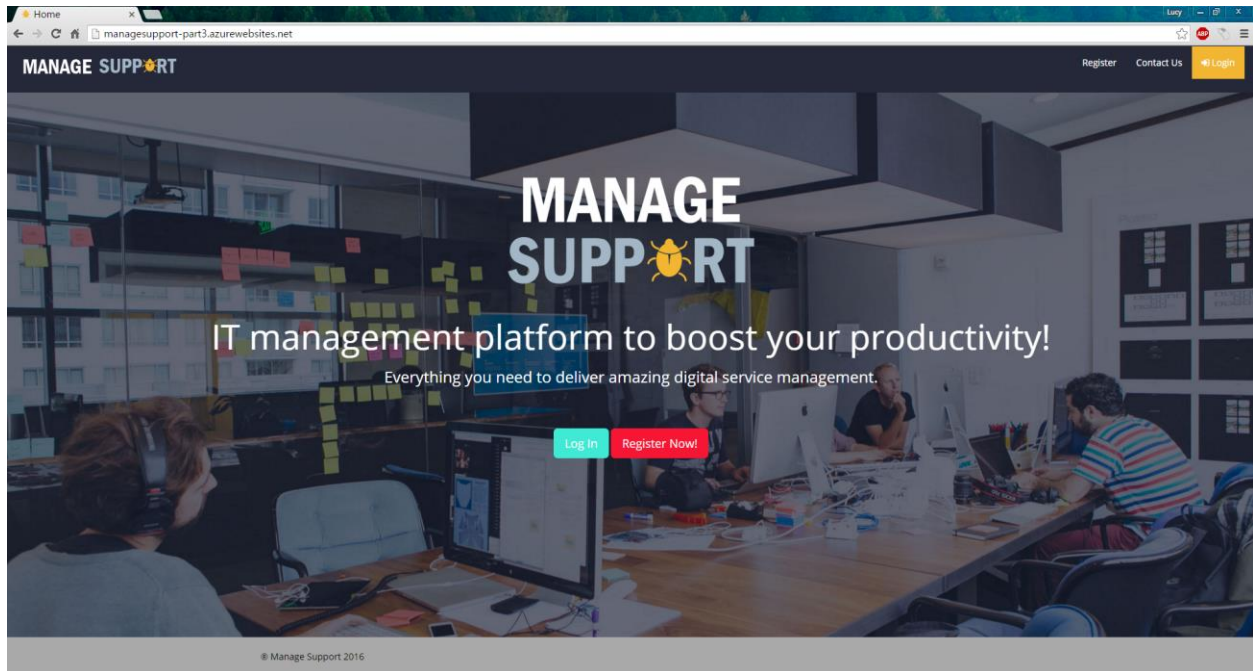 Home
Lucy
managesupport-part3.azurewebsites.net
ABP
MANAGE SUPPORT
Register Contact Us Login
MANAGE
SUPPORT
IT management platform to boost your productivity!
Everything you need to deliver amazing digital service management.
Log In Register Now!
© Manage Support 2016